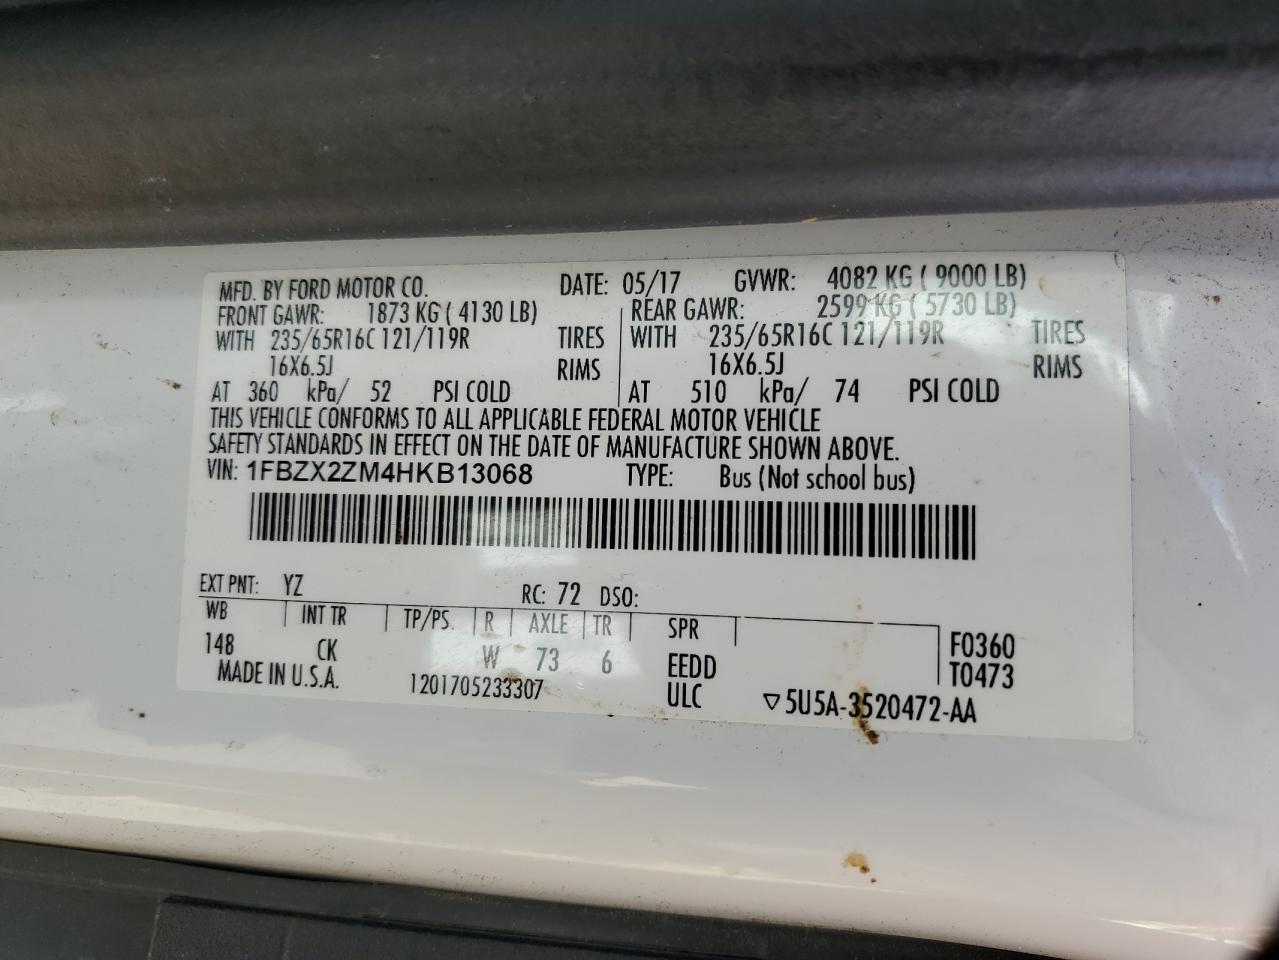 MFD. BY FORD MOTOR CO. DATE: 05/17 GVWR: 4082 KG ( 9000 LB)
FRONT GAWR: 1873 KG ( 4130 LB) REAR GAWR: 2599 KG ( 5730 LB)
WITH 235/65R16C 121/119R TIRES WITH 235/65R16C 121/119R TIRES
16X6.5J RIMS 16X6.5J RIMS
AT 360 kPa/ 52 PSI COLD AT 510 kPa/ 74 PSI COLD
THIS VEHICLE CONFORMS TO ALL APPLICABLE FEDERAL MOTOR VEHICLE
SAFETY STANDARDS IN EFFECT ON THE DATE OF MANUFACTURE SHOWN ABOVE.
VIN: 1FBZX2ZM4HKB13068 TYPE: Bus (Not school bus)
EXT PNT: YZ RC: 72 DSO:
WB INT TR TP/PS. R AXLE TR SPR F0360
148 CK W 73 6 EEDD T0473
MADE IN U.S.A. 1201705233307 ULC ▽5U5A-3520472-AA